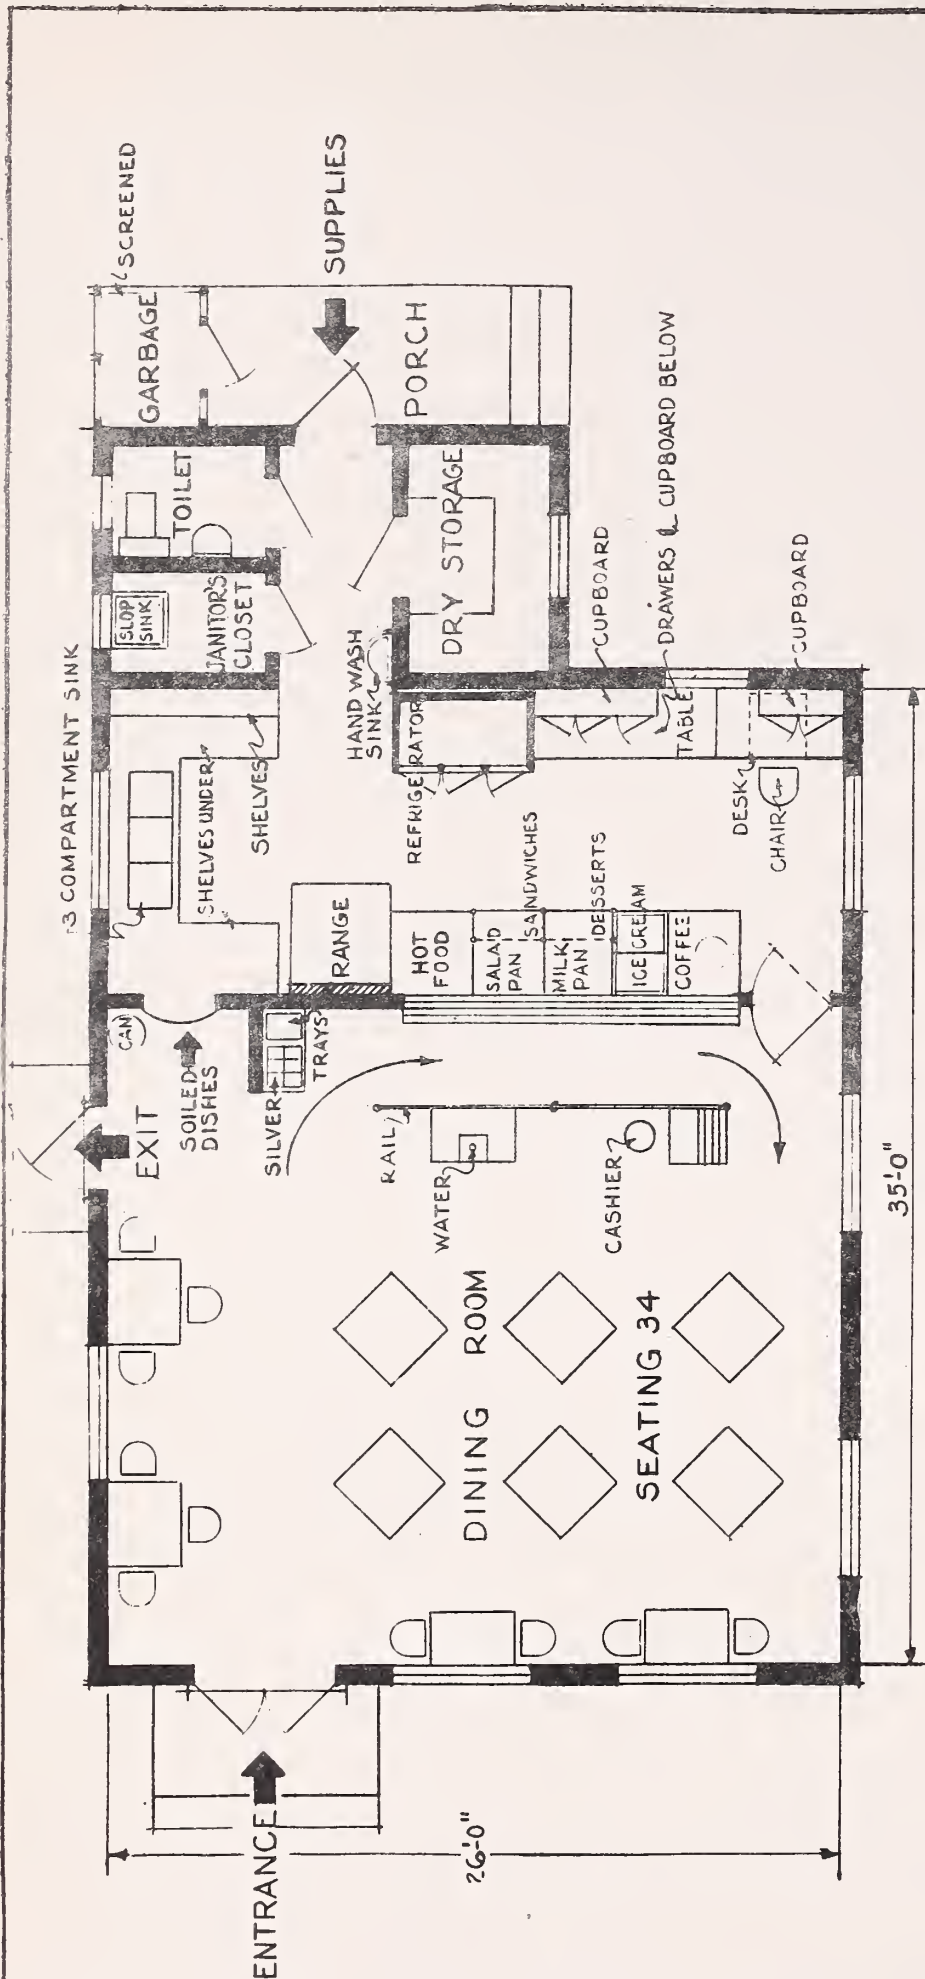 3 COMPARTMENT SINK
SCREENED
GARBAGE
SUPPLIES
PORCH
TOILET
SLOP
SINK
JANITOR'S
CLOSET
DRY STORAGE
HAND WASH
SINK
SHELVES UNDER
SHELVES
REFRIGERATOR
CUPBOARD
DRAWERS & CUPBOARD BELOW
TABLE
CUPBOARD
DESK
CHAIR
RANGE
HOT
FOOD
SALAD
PAN
SANDWICHES
MILK
PAN
DESSERTS
ICE CREAM
COFFEE
CAN
SOILED
DISHES
EXIT
SILVER
TRAYS
RAIL
WATER
CASHIER
DINING ROOM
SEATING 34
ENTRANCE
26'-0"
35'-0"